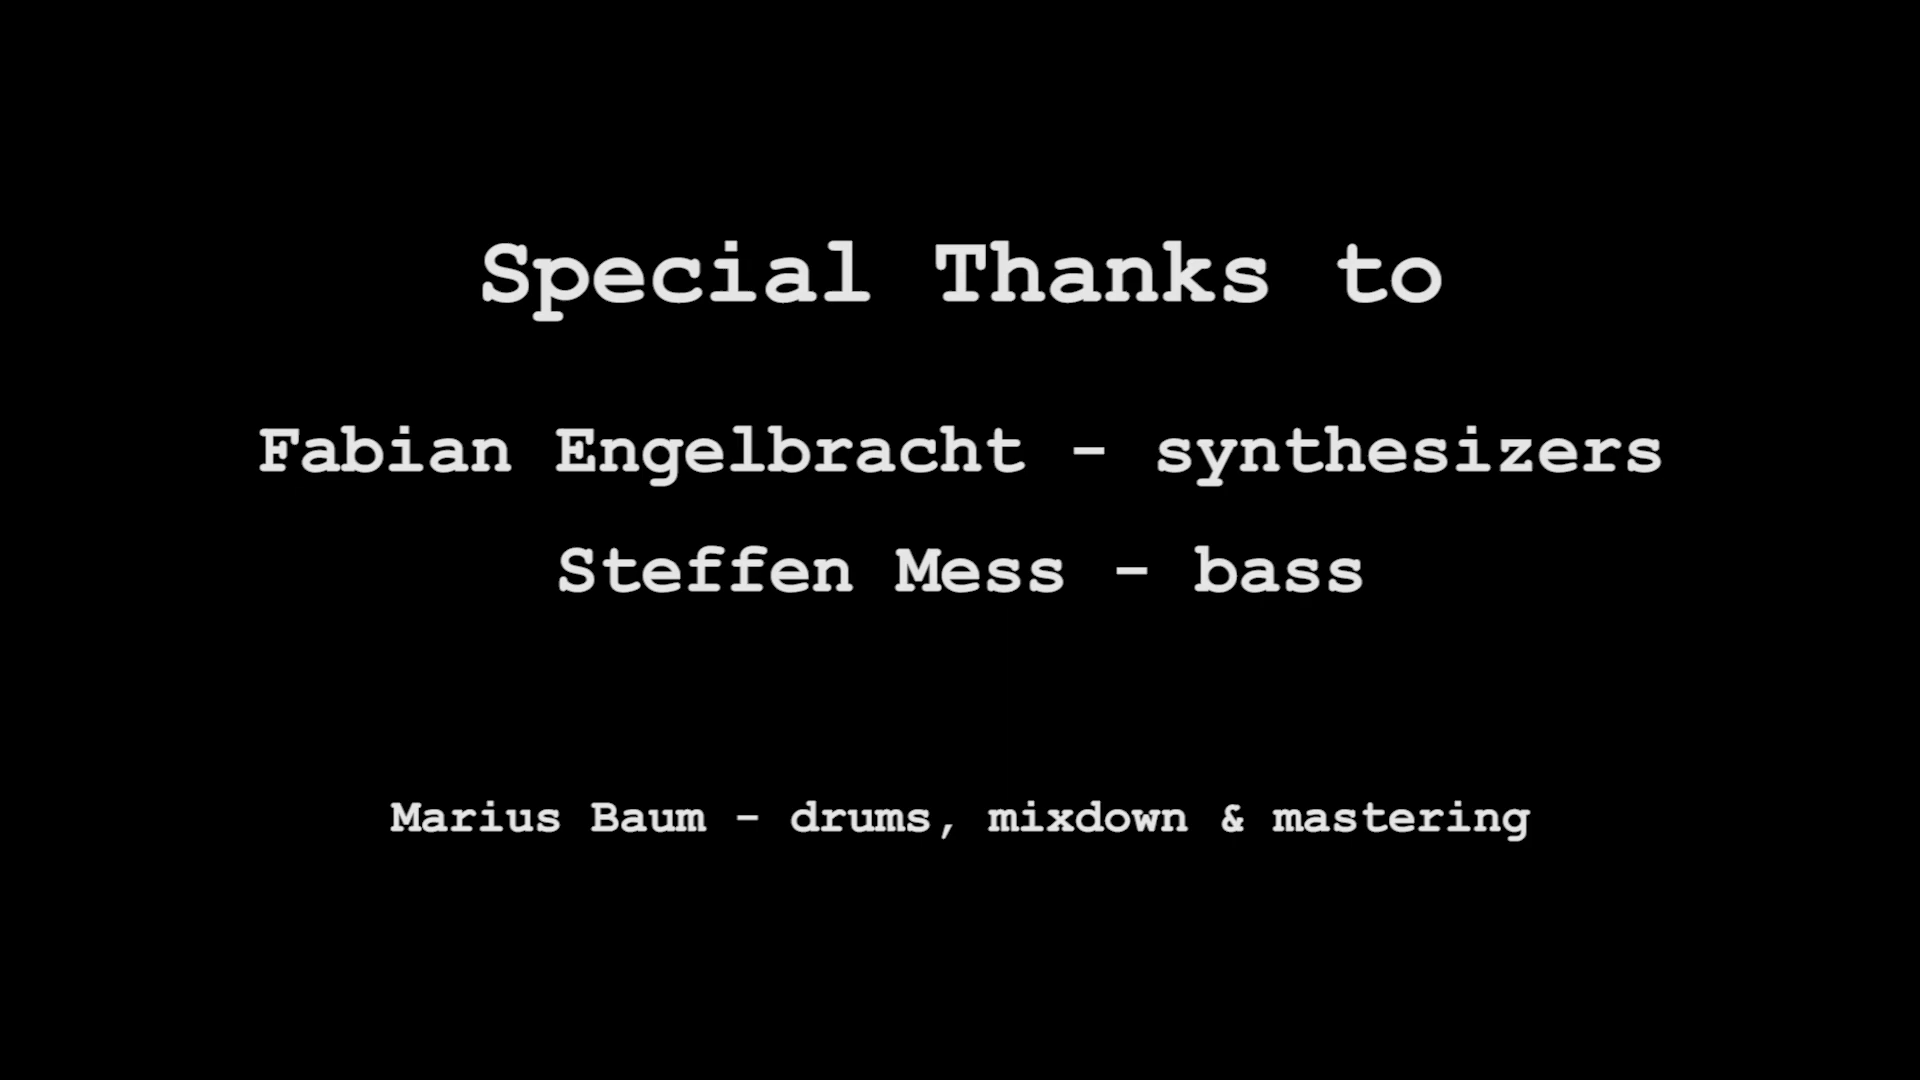 Special Thanks to
Fabian Engelbracht - synthesizers
Steffen Mess - bass
Marius Baum - drums, mixdown & mastering